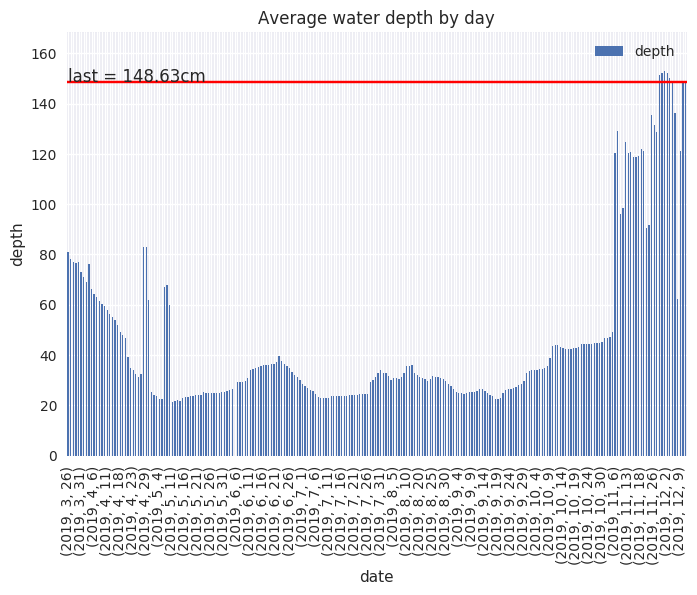 Average water depth by day
depth
last = 148.63cm
160
140
120
100
80
60
40
20
0
depth
(2019, 3, 26)
(2019, 3, 31)
(2019, 4, 6)
(2019, 4, 11)
(2019, 4, 18)
(2019, 4, 23)
(2019, 4, 29)
(2019, 5, 4)
(2019, 5, 11)
(2019, 5, 16)
(2019, 5, 21)
(2019, 5, 26)
(2019, 5, 31)
(2019, 6, 6)
(2019, 6, 11)
(2019, 6, 16)
(2019, 6, 21)
(2019, 6, 26)
(2019, 7, 1)
(2019, 7, 6)
(2019, 7, 11)
(2019, 7, 16)
(2019, 7, 21)
(2019, 7, 26)
(2019, 7, 31)
(2019, 8, 5)
(2019, 8, 10)
(2019, 8, 20)
(2019, 8, 25)
(2019, 8, 30)
(2019, 9, 4)
(2019, 9, 9)
(2019, 9, 14)
(2019, 9, 19)
(2019, 9, 24)
(2019, 9, 29)
(2019, 10, 4)
(2019, 10, 9)
(2019, 10, 14)
(2019, 10, 19)
(2019, 10, 24)
(2019, 10, 30)
(2019, 11, 6)
(2019, 11, 13)
(2019, 11, 18)
(2019, 11, 26)
(2019, 12, 2)
(2019, 12, 9)
date